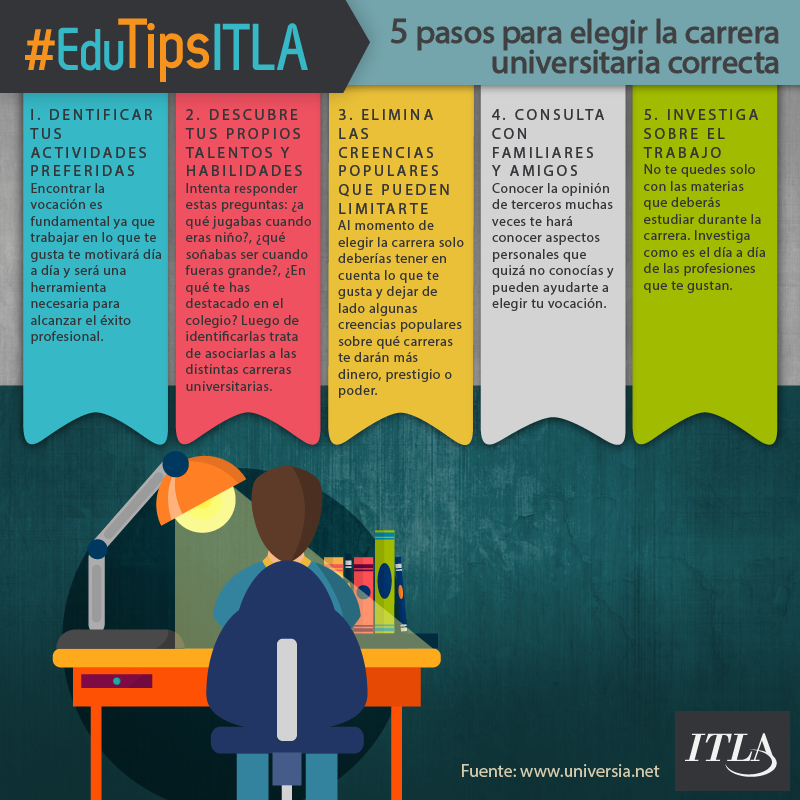 #EduTipsITLA
5 pasos para elegir la carrera
universitaria correcta
1. DENTIFICAR
TUS
ACTIVIDADES
PREFERIDAS
Encontrar la
vocación es
fundamental ya que
trabajar en lo que te
gusta te motivará día
a día y será una
herramienta
necesaria para
alcanzar el éxito
profesional.
2. DESCUBRE
TUS PROPIOS
TALENTOS Y
HABILIDADES
Intenta responder
estas preguntas: ¿a
qué jugabas cuando
eras niño?, ¿qué
soñabas ser cuando
fueras grande?, ¿En
qué te has
destacado en el
colegio? Luego de
identificarlas trata
de asociarlas a las
distintas carreras
universitarias.
3. ELIMINA
LAS
CREENCIAS
POPULARES
QUE PUEDEN
LIMITARTE
Al momento de
elegir la carrera solo
deberías tener en
cuenta lo que te
gusta y dejar de
lado algunas
creencias populares
sobre qué carreras
te darán más
dinero, prestigio o
poder.
4. CONSULTA
CON
FAMILIARES
Y AMIGOS
Conocer la opinión
de terceros muchas
veces te hará
conocer aspectos
personales que
quizá no conocías y
pueden ayudarte a
elegir tu vocación.
5. INVESTIGA
SOBRE EL
TRABAJO
No te quedes solo
con las materias
que deberás
estudiar durante la
carrera. Investiga
como es el día a día
de las profesiones
que te gustan.
Fuente: www.universia.net
ITLA